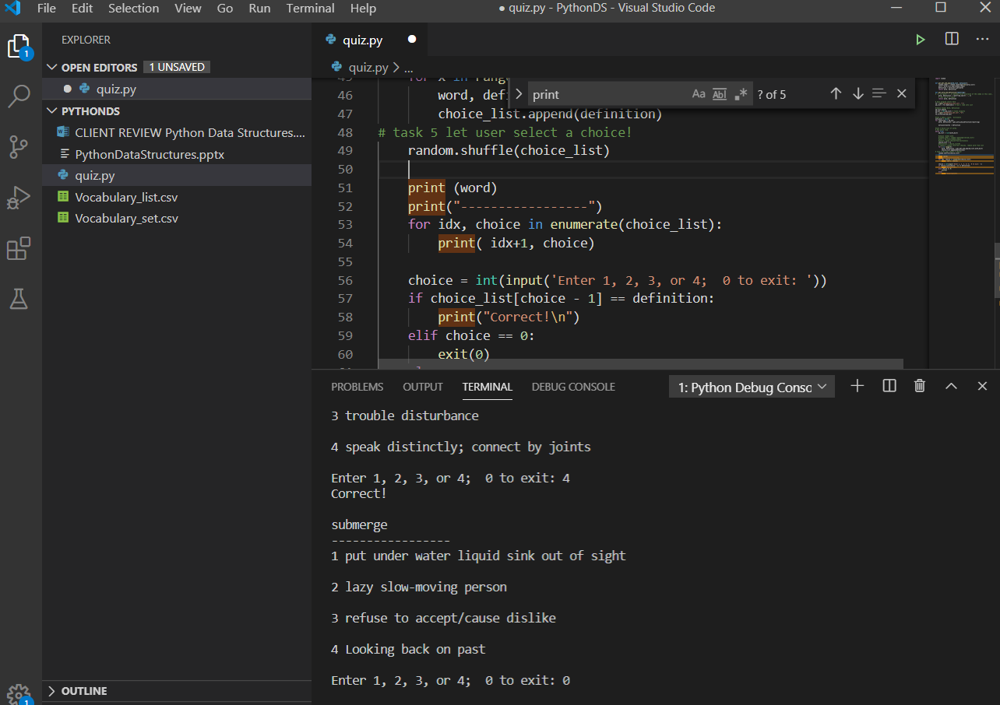 File Edit Selection View Go Run Terminal Help ● quiz.py - PythonDS - Visual Studio Code
EXPLORER
OPEN EDITORS 1 UNSAVED
quiz.py
PYTHONDS
CLIENT REVIEW Python Data Structures....
PythonDataStructures.pptx
quiz.py
Vocabulary_list.csv
Vocabulary_set.csv
OUTLINE
1
1
quiz.py
quiz.py > ...
print Aa Abl .* ? of 5
45 for x in rang
46 word, def
47 choice_list.append(definition)
48 # task 5 let user select a choice!
49 random.shuffle(choice_list)
50
51 print (word)
52 print("-----------------")
53 for idx, choice in enumerate(choice_list):
54 print( idx+1, choice)
55
56 choice = int(input('Enter 1, 2, 3, or 4;  0 to exit: '))
57 if choice_list[choice - 1] == definition:
58 print("Correct!\n")
59 elif choice == 0:
60 exit(0)
PROBLEMS OUTPUT TERMINAL DEBUG CONSOLE 1: Python Debug Consc
3 trouble disturbance
4 speak distinctly; connect by joints
Enter 1, 2, 3, or 4;  0 to exit: 4
Correct!
submerge
-----------------
1 put under water liquid sink out of sight
2 lazy slow-moving person
3 refuse to accept/cause dislike
4 Looking back on past
Enter 1, 2, 3, or 4;  0 to exit: 0